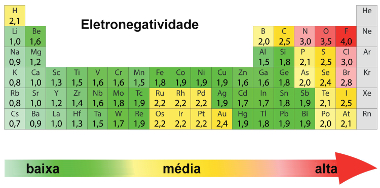 H He
2,1
Eletronegatividade
Li Be B C N O F Ne
1,0 1,6 2,0 2,5 3,0 3,5 4,0
Na Mg Al Si P S Cl Ar
0,9 1,2 1,5 1,8 2,1 2,5 3,0
K Ca Sc Ti V Cr Mn Fe Co Ni Cu Zn Ga Ge As Se Br Kr
0,8 1,0 1,3 1,5 1,6 1,6 1,5 1,8 1,9 1,9 1,9 1,6 1,6 1,8 2,0 2,4 2,8
Rb Sr Y Zr Nb Mo Tc Ru Rh Pd Ag Cd In Sn Sb Te I Xe
0,8 1,0 1,2 1,4 1,6 1,8 1,9 2,2 2,2 2,2 1,9 1,7 1,7 1,8 1,9 2,1 2,5
Cs Ba La Hf Ta W Re Os Ir Pt Au Hg Tl Pb Bi Po At Rn
0,7 0,9 1,0 1,3 1,5 1,7 1,9 2,2 2,2 2,2 2,4 1,9 1,8 1,9 1,9 2,0 2,1
baixa média alta